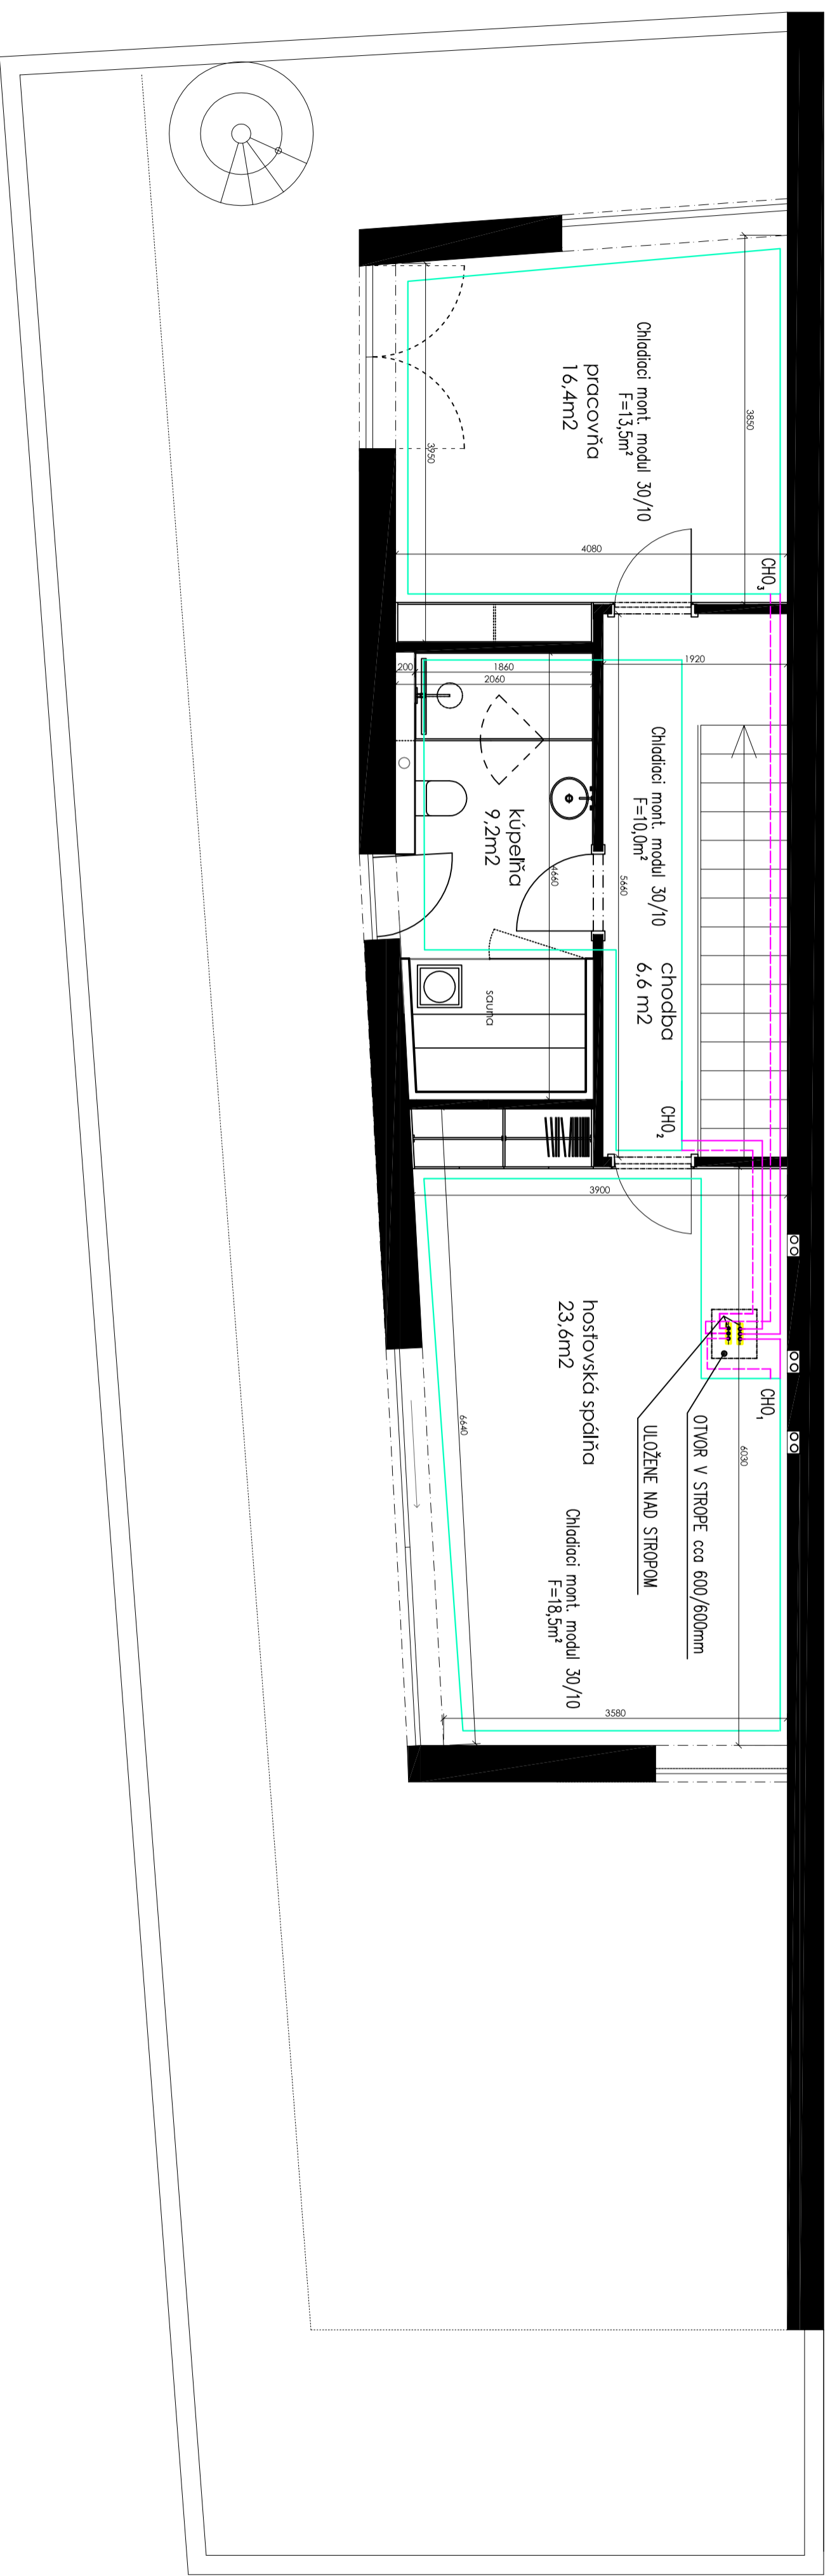 Chladiaci mont. modul 30/10
F=13,5m²
pracovňa
16,4m2
3850
3950
4080
CHO₃
200
1860
2060
1920
Chladiaci mont. modul 30/10
F=10,0m²
kúpeľňa
9,2m2
4660
5660
chodba
6,6 m2
sauna
CHO₂
3900
hosťovská spálňa
23,6m2
CHO₁
OTVOR V STROPE cca 600/600mm
ULOŽENE NAD STROPOM
6030
6640
Chladiaci mont. modul 30/10
F=18,5m²
3580